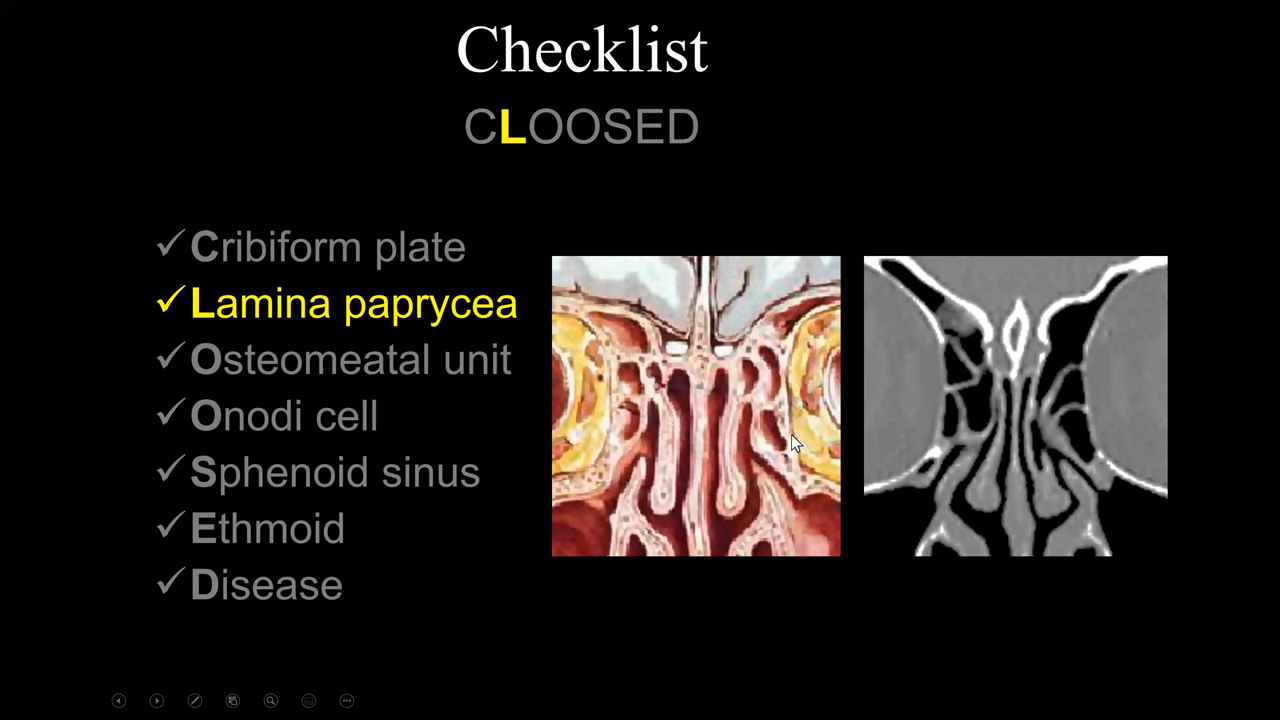 Checklist
CLOOSED
✓Cribiform plate
✓Lamina paprycea
✓Osteomeatal unit
✓Onodi cell
✓Sphenoid sinus
✓Ethmoid
✓Disease